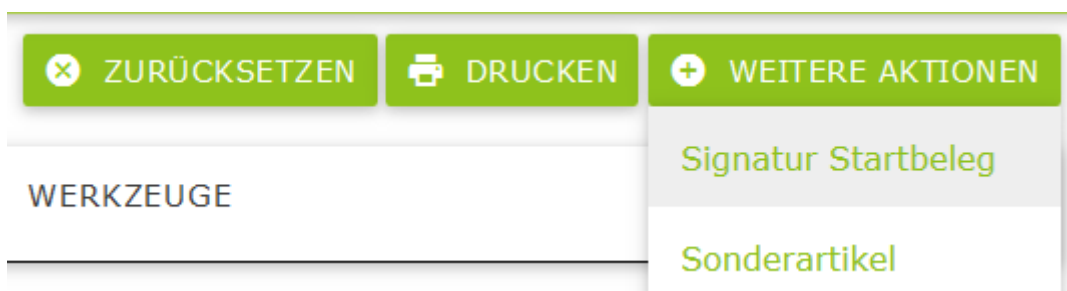 ZURÜCKSETZEN DRUCKEN WEITERE AKTIONEN
Signatur Startbeleg
WERKZEUGE
Sonderartikel